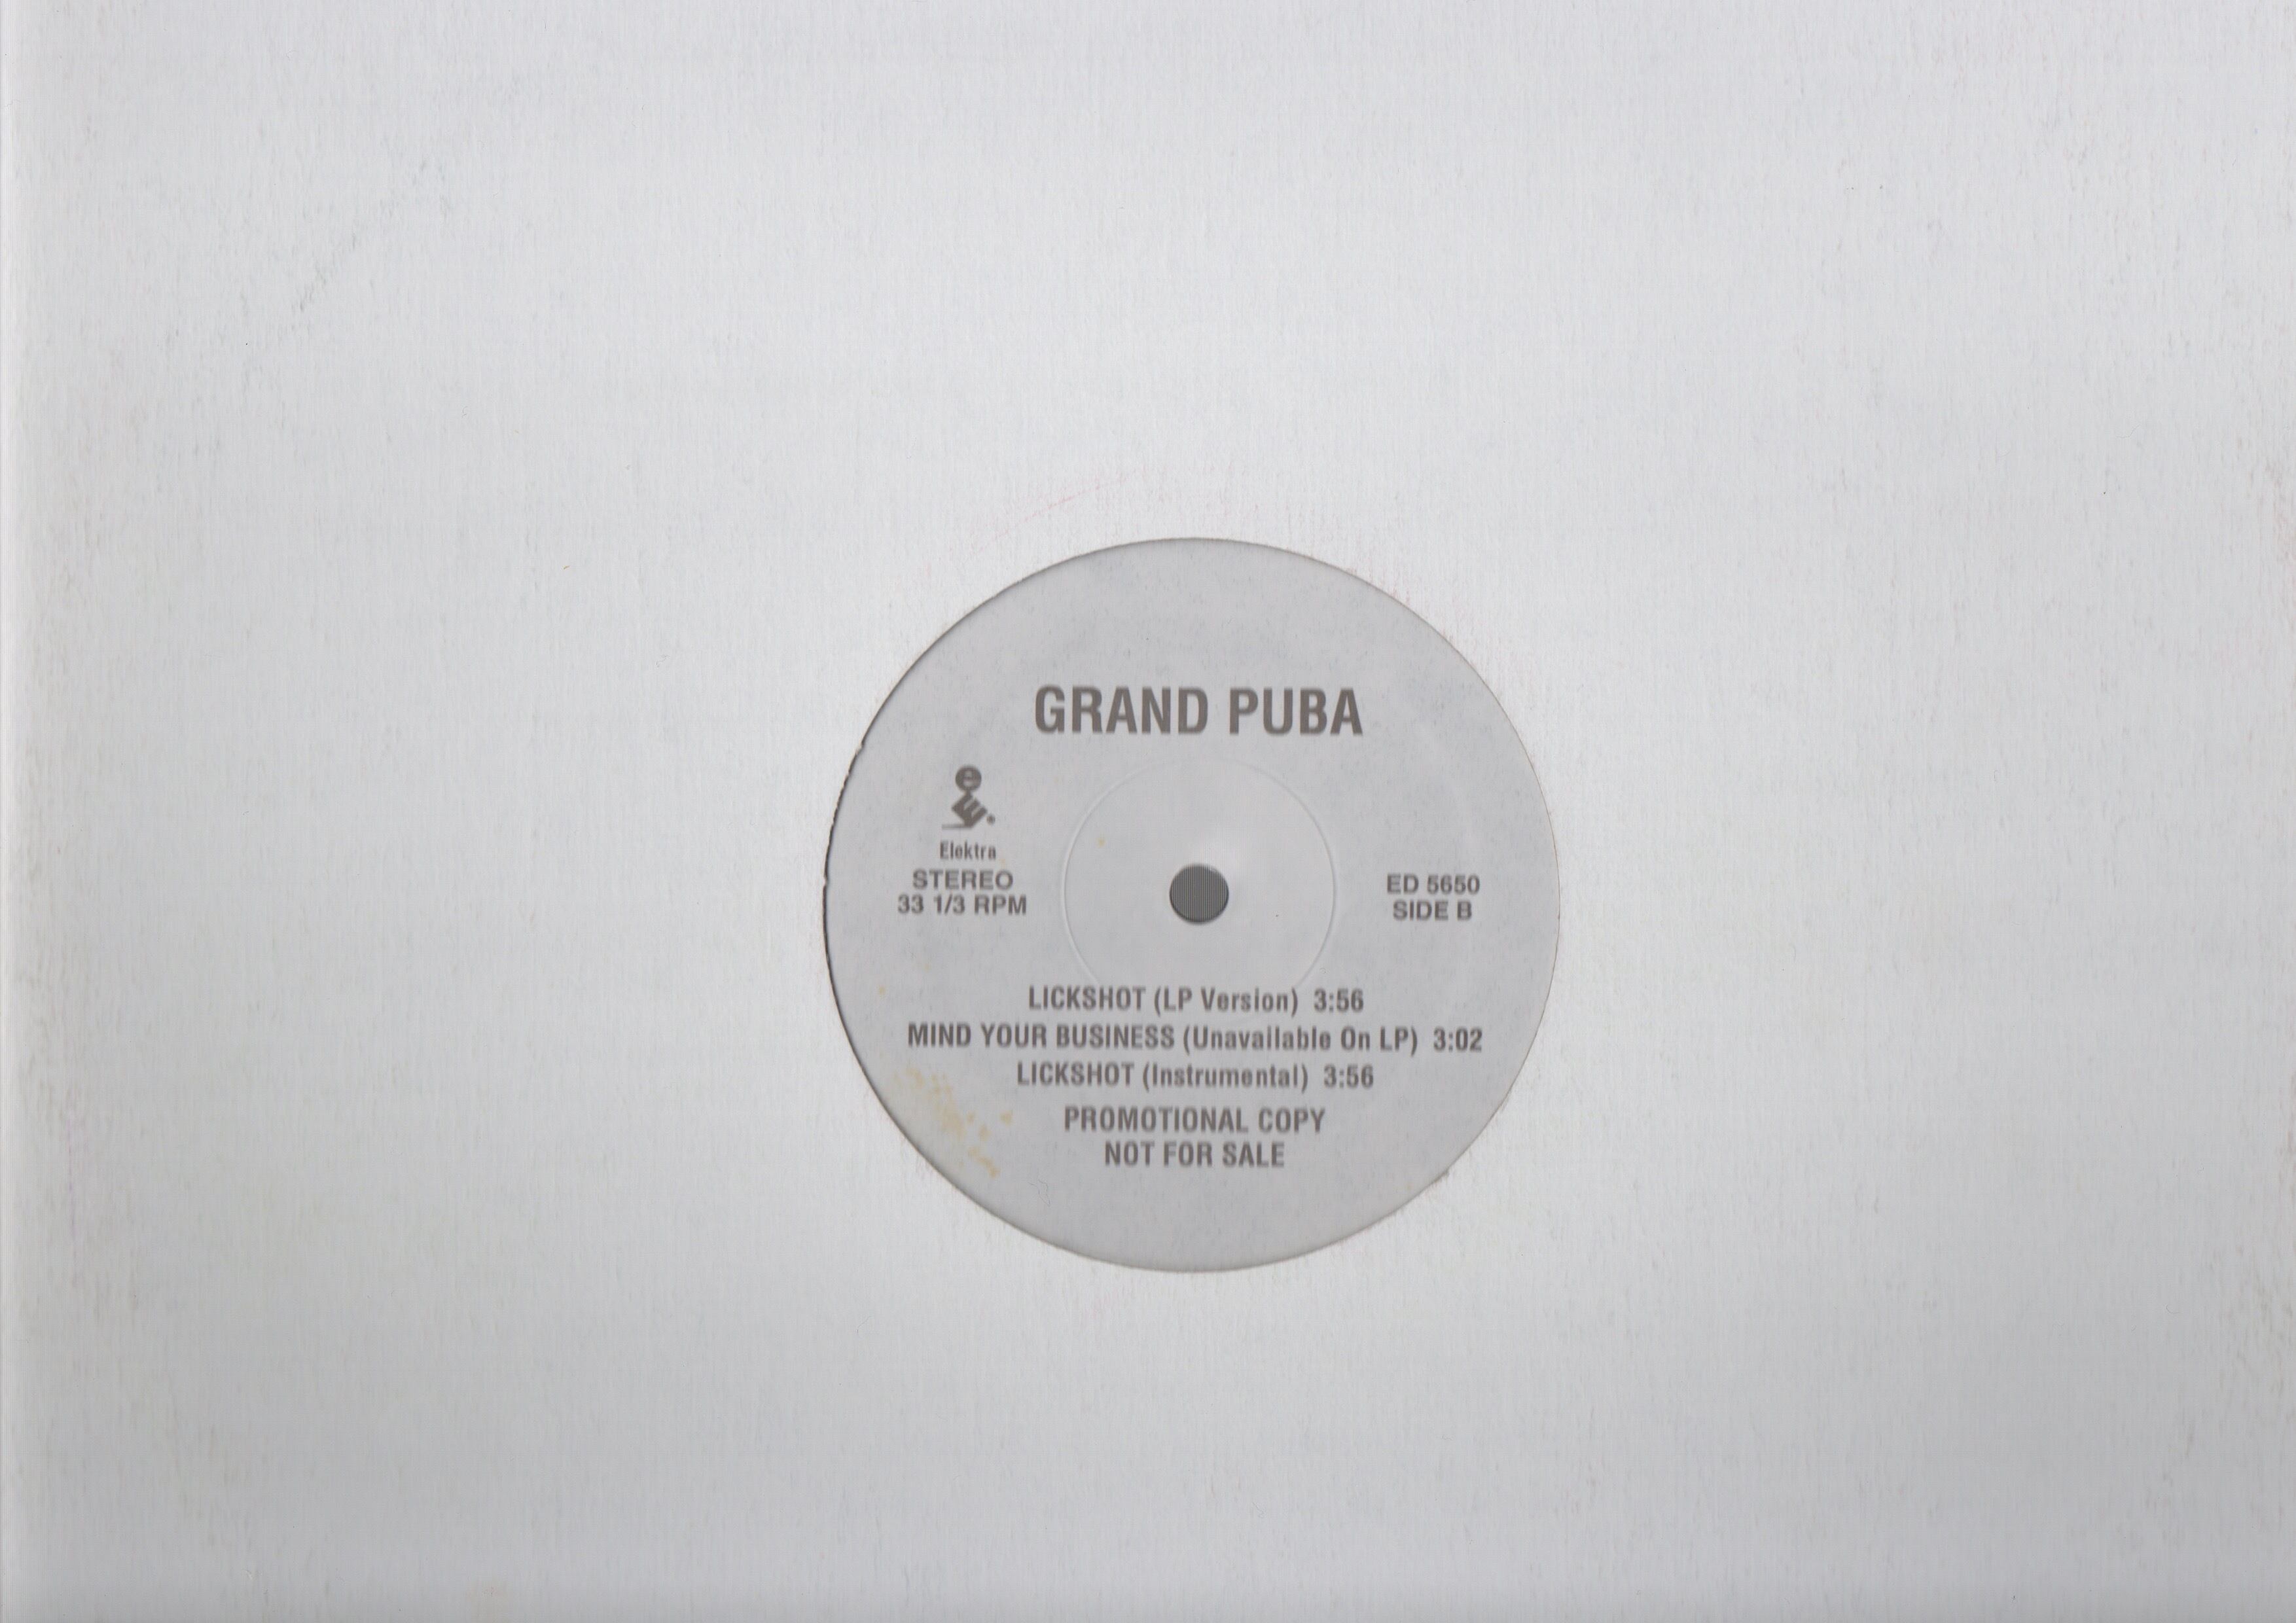 GRAND PUBA
e
E
Elektra
STEREO
33 1/3 RPM
ED 5650
SIDE B
LICKSHOT (LP Version) 3:56
MIND YOUR BUSINESS (Unavailable On LP) 3:02
LICKSHOT (Instrumental) 3:56
PROMOTIONAL COPY
NOT FOR SALE